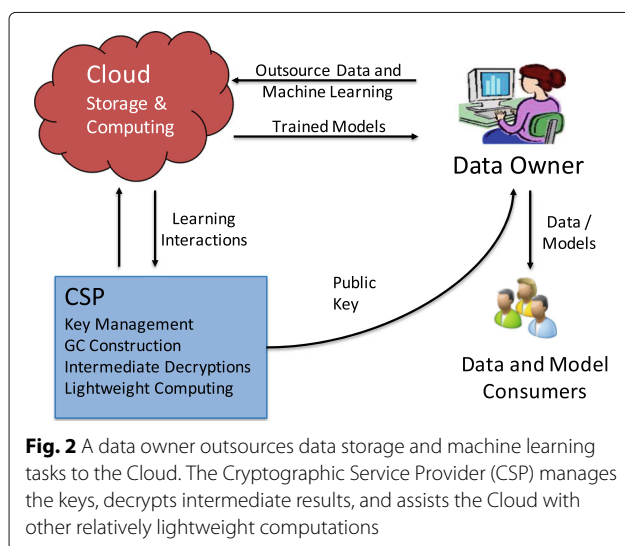 Cloud
Storage &
Computing
Outsource Data and
Machine Learning
Trained Models
Data Owner
Learning
Interactions
Data /
Models
CSP
Key Management
GC Construction
Intermediate Decryptions
Lightweight Computing
Public
Key
Data and Model
Consumers
Fig. 2 A data owner outsources data storage and machine learning
tasks to the Cloud. The Cryptographic Service Provider (CSP) manages
the keys, decrypts intermediate results, and assists the Cloud with
other relatively lightweight computations